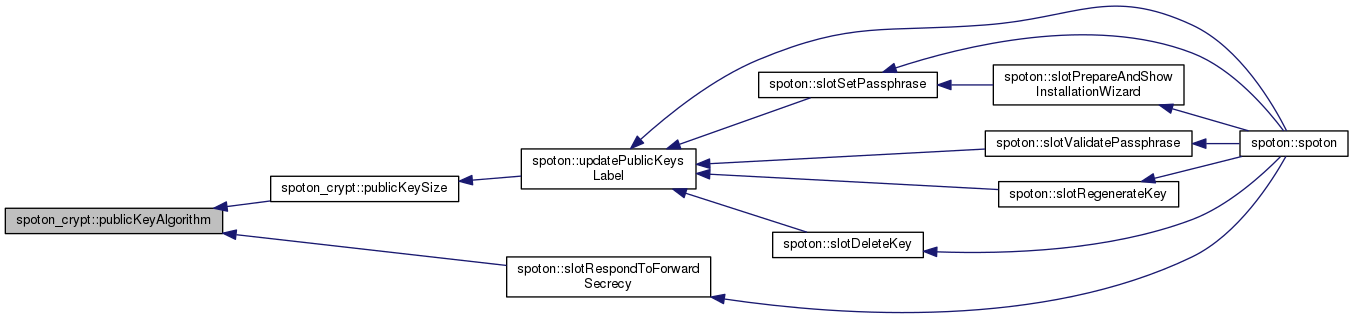 spoton_crypt::publicKeyAlgorithm
spoton_crypt::publicKeySize
spoton::slotRespondToForward
Secrecy
spoton::updatePublicKeys
Label
spoton::slotSetPassphrase
spoton::slotDeleteKey
spoton::slotPrepareAndShow
InstallationWizard
spoton::slotValidatePassphrase
spoton::slotRegenerateKey
spoton::spoton